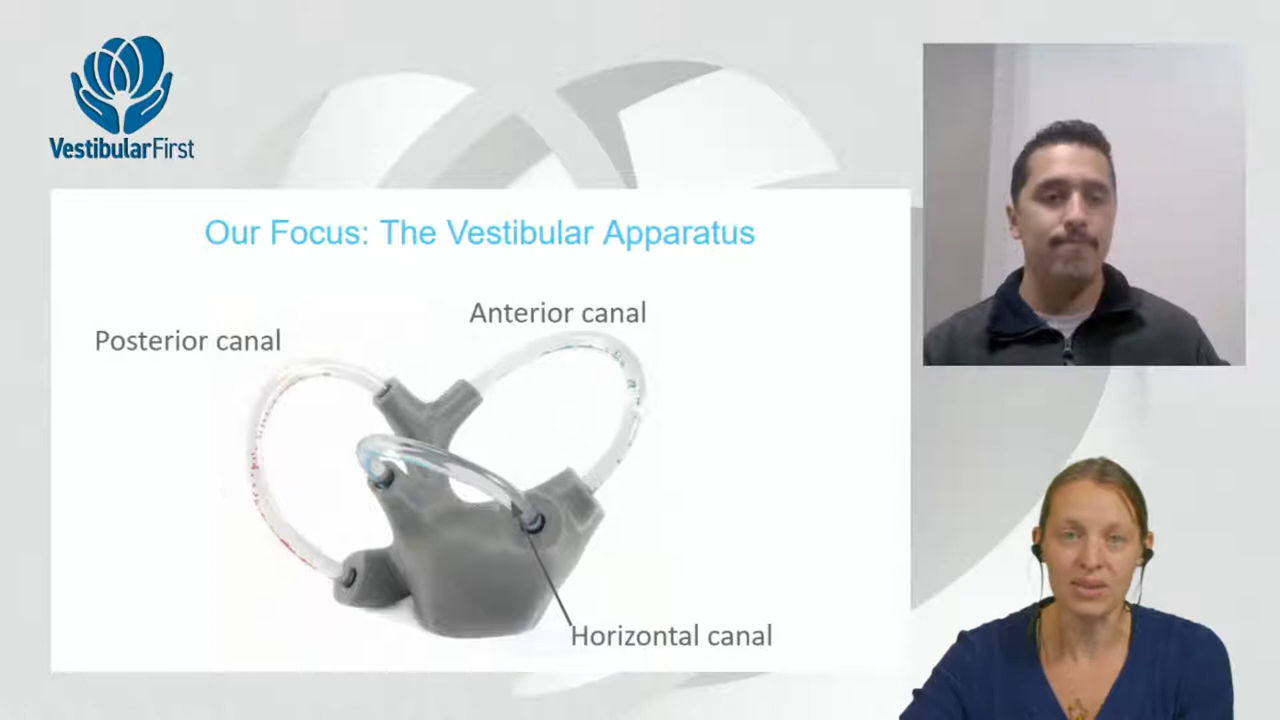 VestibularFirst
Our Focus: The Vestibular Apparatus
Anterior canal
Posterior canal
Horizontal canal